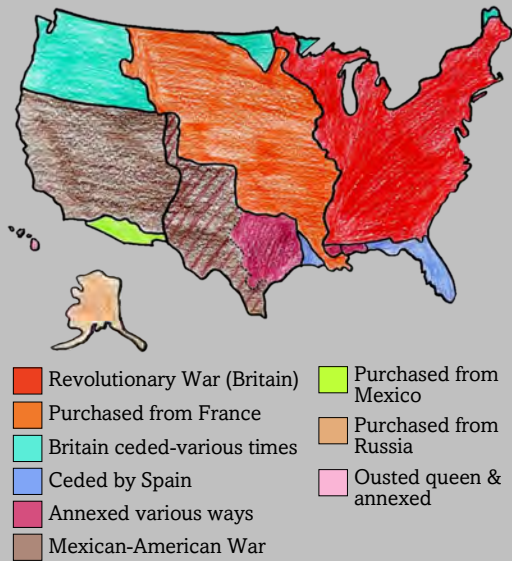 Revolutionary War (Britain)
Purchased from France
Britain ceded-various times
Ceded by Spain
Annexed various ways
Mexican-American War
Purchased from
Mexico
Purchased from
Russia
Ousted queen &
annexed